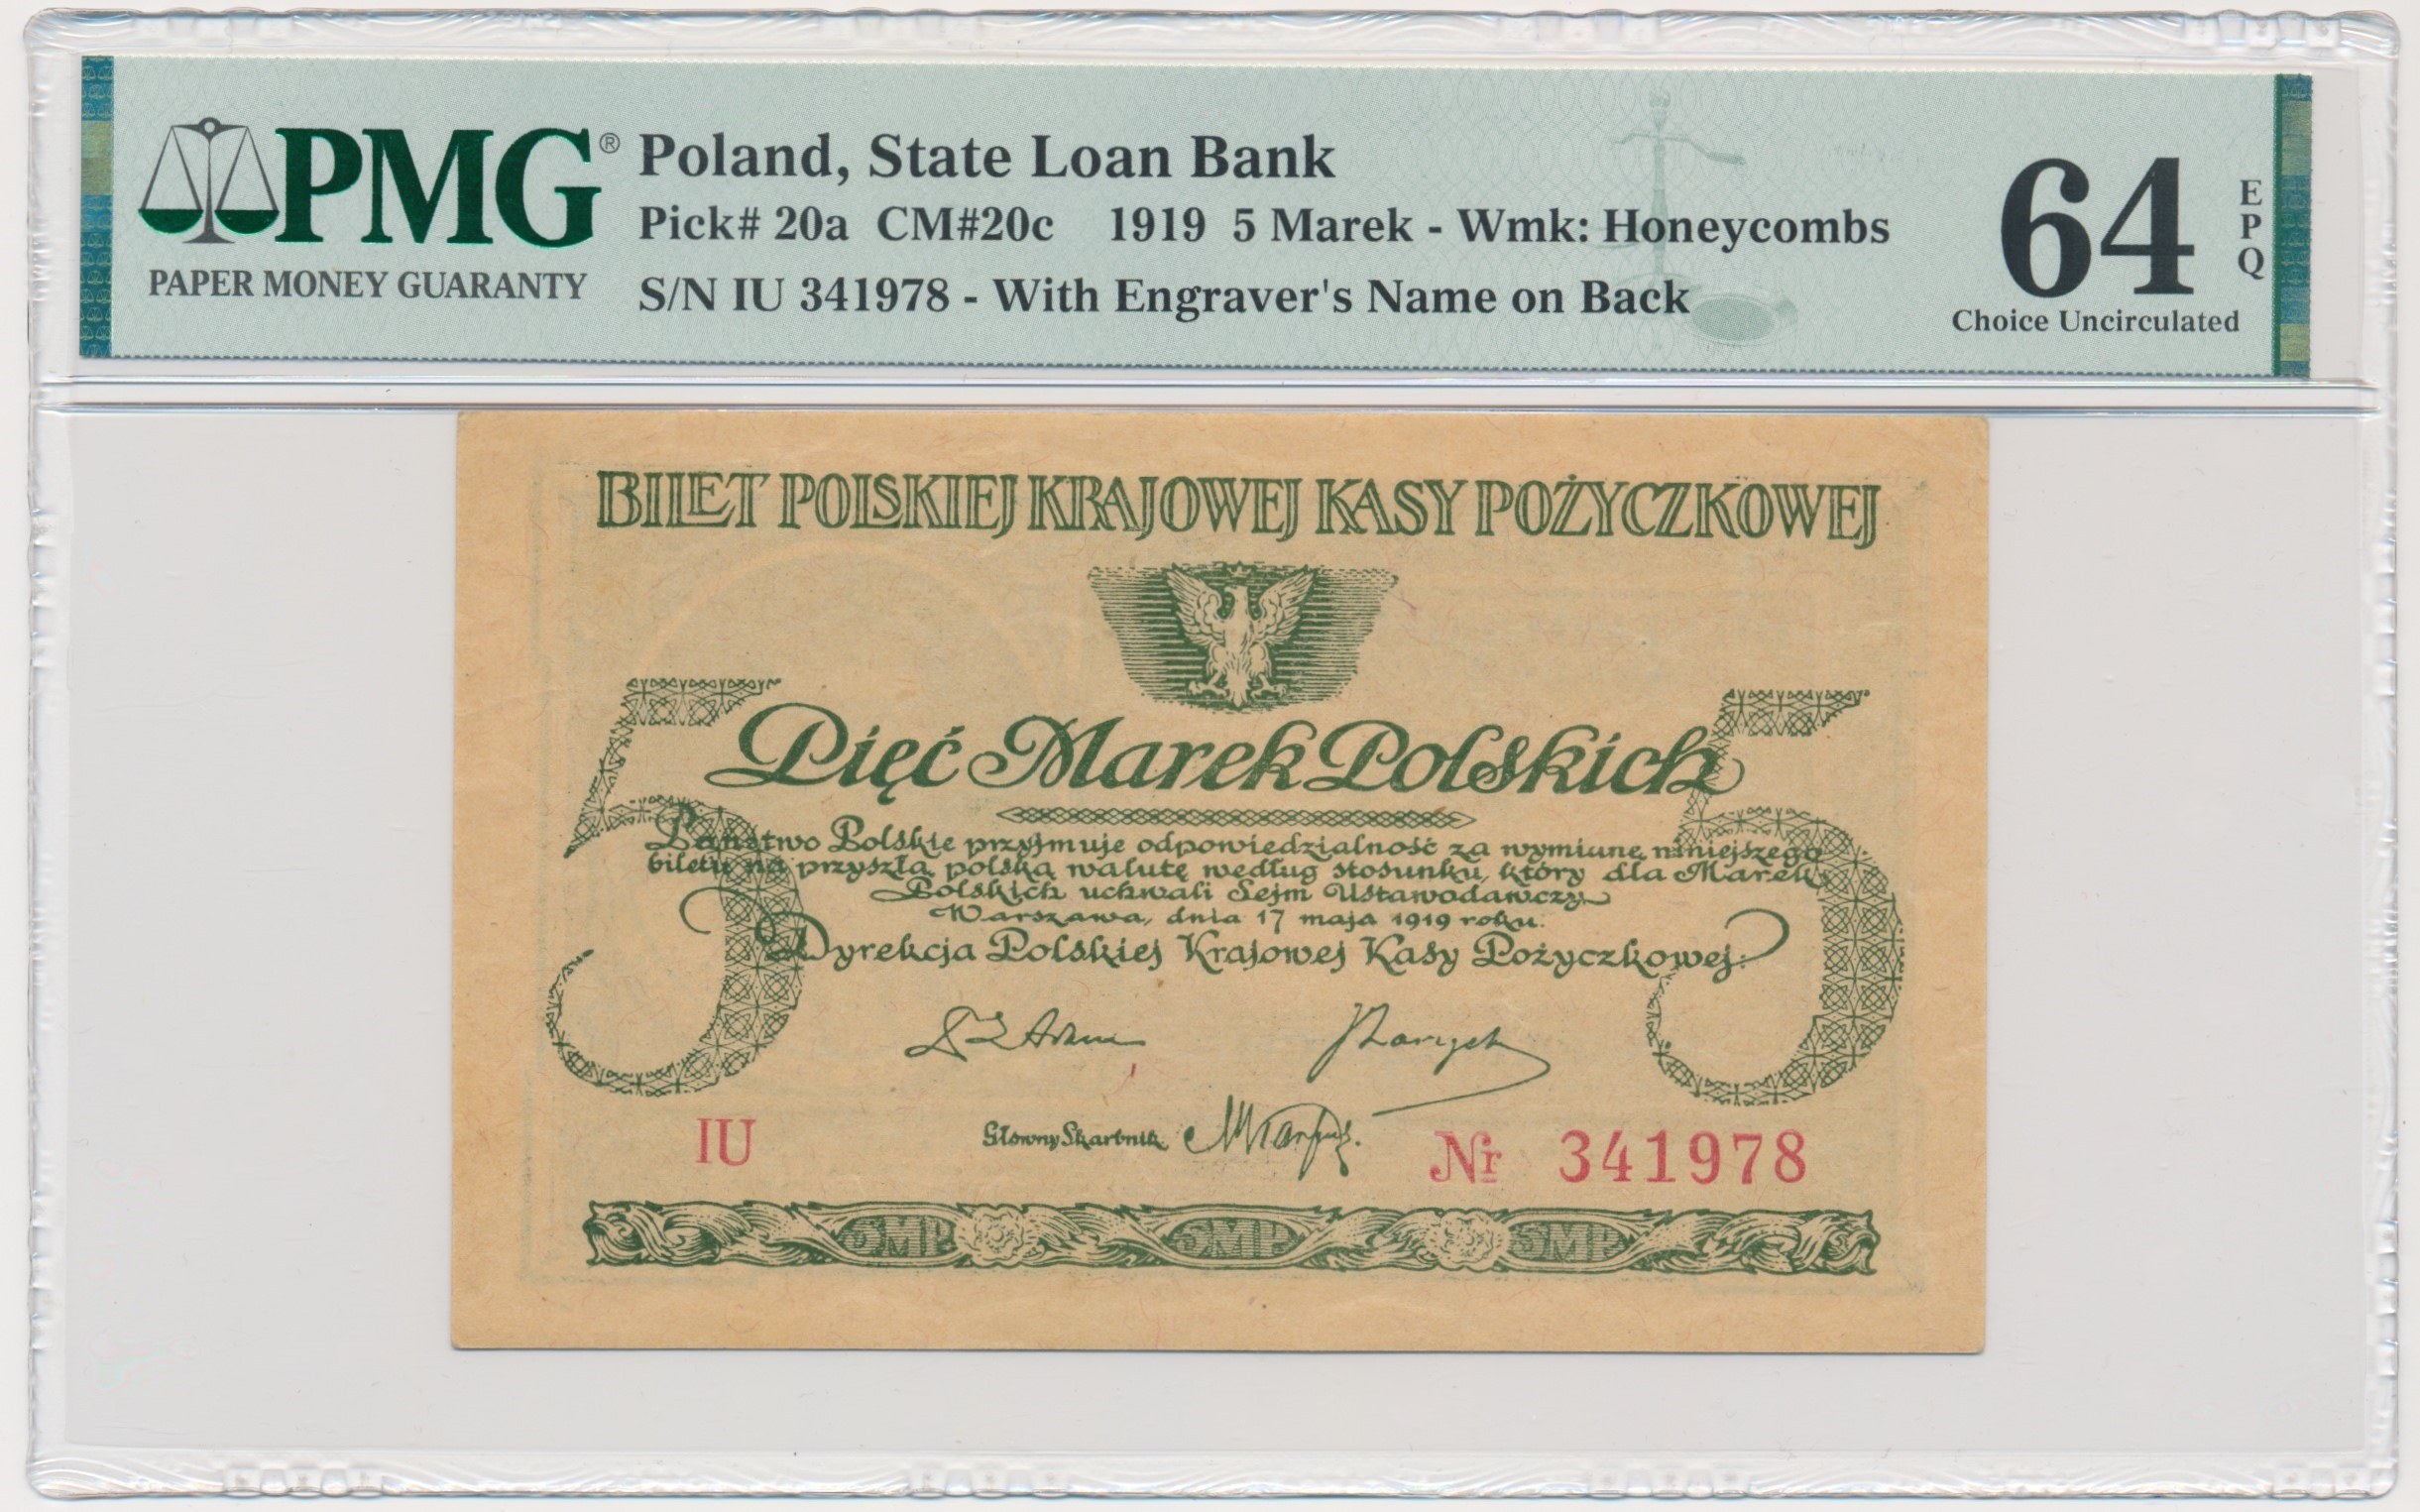 PMG®
PAPER MONEY GUARANTY
Poland, State Loan Bank
Pick# 20a CM#20c 1919 5 Marek - Wmk: Honeycombs
S/N IU 341978 - With Engraver's Name on Back
64
EPQ
Choice Uncirculated
BILET POLSKIEJ KRAJOWEJ KASY POŻYCZKOWEJ
5 5
Pięć Marek Polskich
Państwo Polskie przyjmuje odpowiedzialność za wymianę niniejszego
biletu na przyszłą polską walutę według stosunku, który dla Marek
Polskich uchwali Sejm Ustawodawczy
Warszawa, dnia 17 maja 1919 roku.
Dyrekcja Polskiej Krajowej Kasy Pożyczkowej:
Główny Skarbnik
IU
Nr 341978
5MP 5MP 5MP